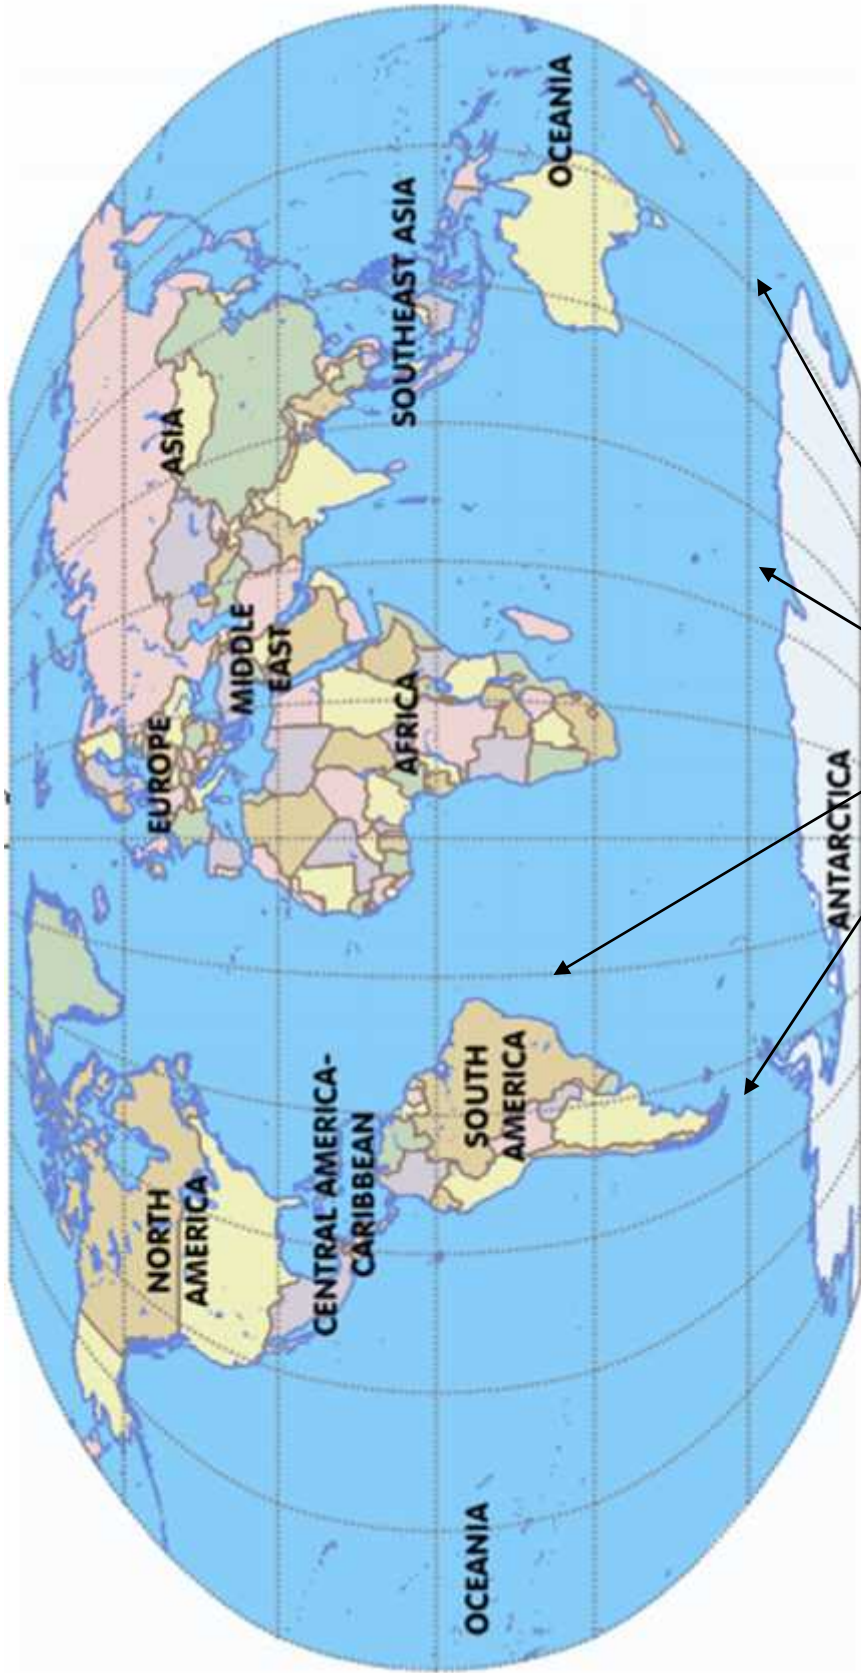 NORTH
AMERICA
CENTRAL AMERICA-
CARIBBEAN
SOUTH
AMERICA
EUROPE
AFRICA
MIDDLE
EAST
ASIA
SOUTHEAST ASIA
OCEANIA
OCEANIA
ANTARCTICA